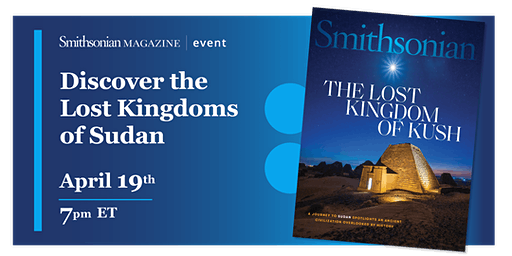 Smithsonian MAGAZINE | event
Discover the
Lost Kingdoms
of Sudan
April 19th
7pm ET
Smithsonian
THE LOST
KINGDOM
OF KUSH
A JOURNEY TO SUDAN SPOTLIGHTS AN ANCIENT
CIVILIZATION OVERLOOKED BY HISTORY